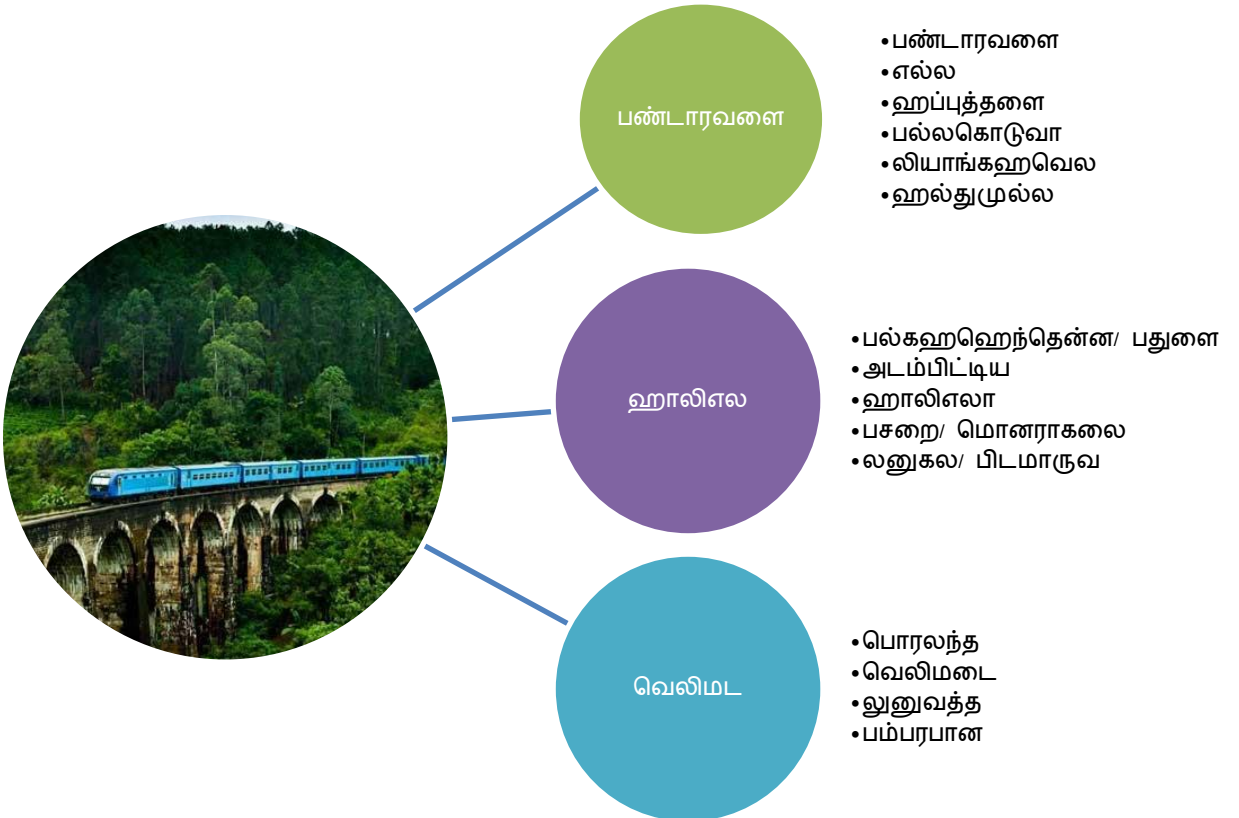 பண்டாரவளை
•பண்டாரவளை
•எல்ல
•ஹப்புத்தளை
•பல்லகொடுவா
•லியாங்கஹவெல
•ஹல்துமுல்ல
ஹாலிஎல
•பல்கஹஹெந்தென்ன/ பதுளை
•அடம்பிட்டிய
•ஹாலிஎலா
•பசறை/ மொனராகலை
•லனுகல/ பிடமாருவ
வெலிமட
•பொரலந்த
•வெலிமடை
•லுனுவத்த
•பம்பரபான